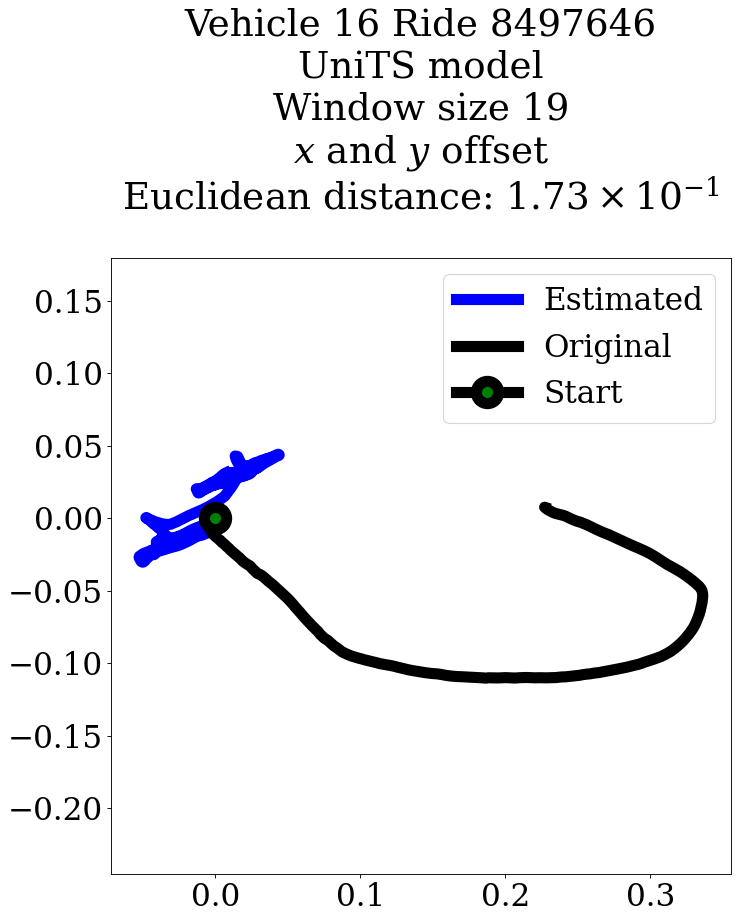 Vehicle 16 Ride 8497646
UniTS model
Window size 19
x and y offset
Euclidean distance: 1.73 × 10⁻¹
Estimated
Original
Start
0.15
0.10
0.05
0.00
−0.05
−0.10
−0.15
−0.20
0.0 0.1 0.2 0.3